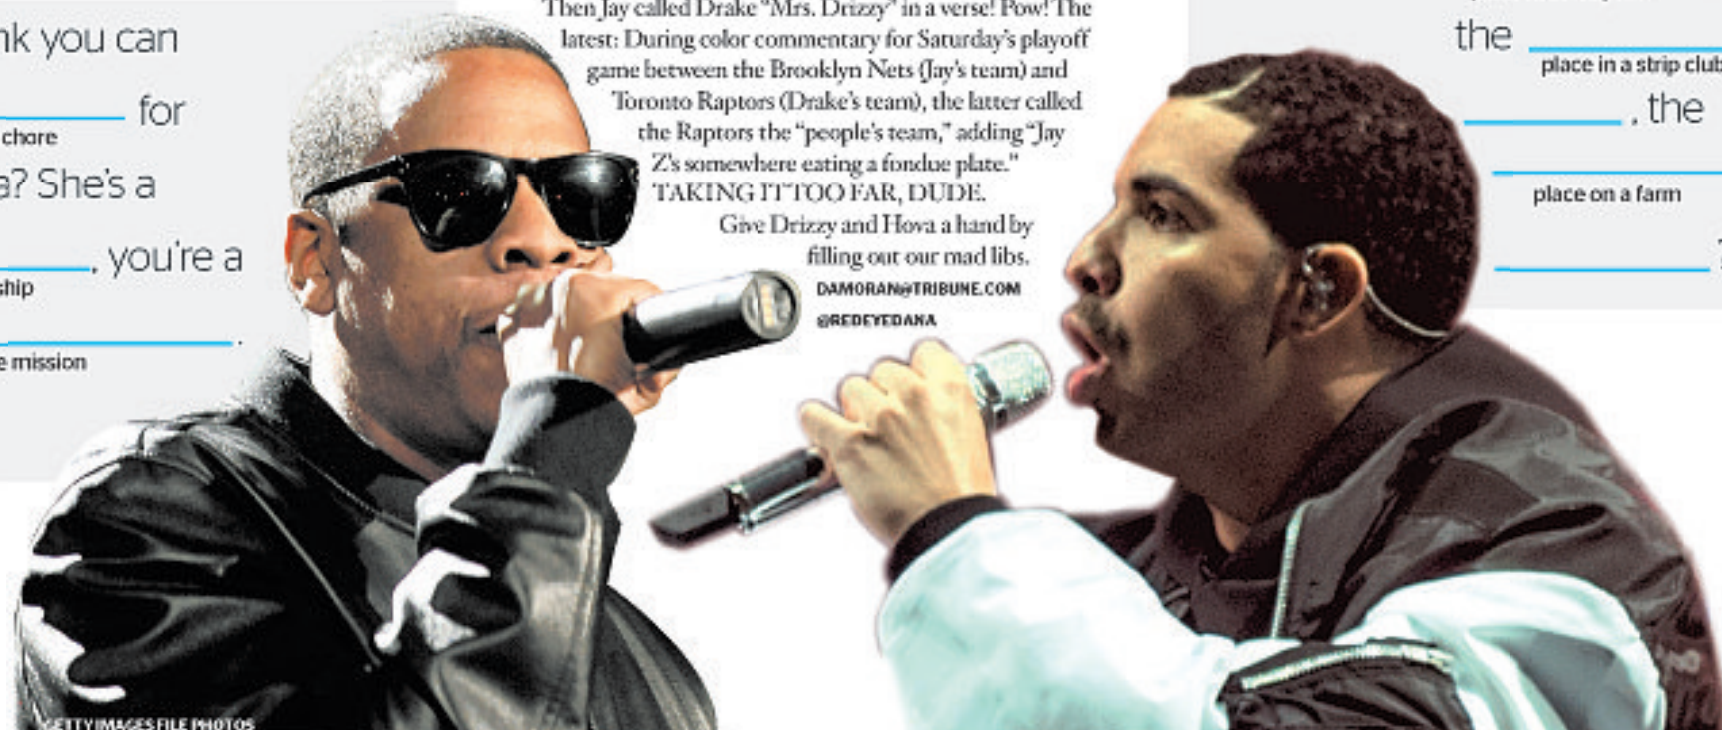 nk you can
for
chore
a? She's a
, you're a
ship
.
e mission
Then Jay called Drake “Mrs. Drizzy” in a verse! Pow! The
latest: During color commentary for Saturday’s playoff
game between the Brooklyn Nets (Jay’s team) and
Toronto Raptors (Drake’s team), the latter called
the Raptors the “people’s team,” adding “Jay
Z’s somewhere eating a fondue plate.”
TAKING IT TOO FAR, DUDE.
Give Drizzy and Hova a hand by
filling out our mad libs.
DAMORAN@TRIBUNE.COM
@REDEYEDANA
the
place in a strip club
, the
place on a farm
GETTY IMAGES FILE PHOTOS